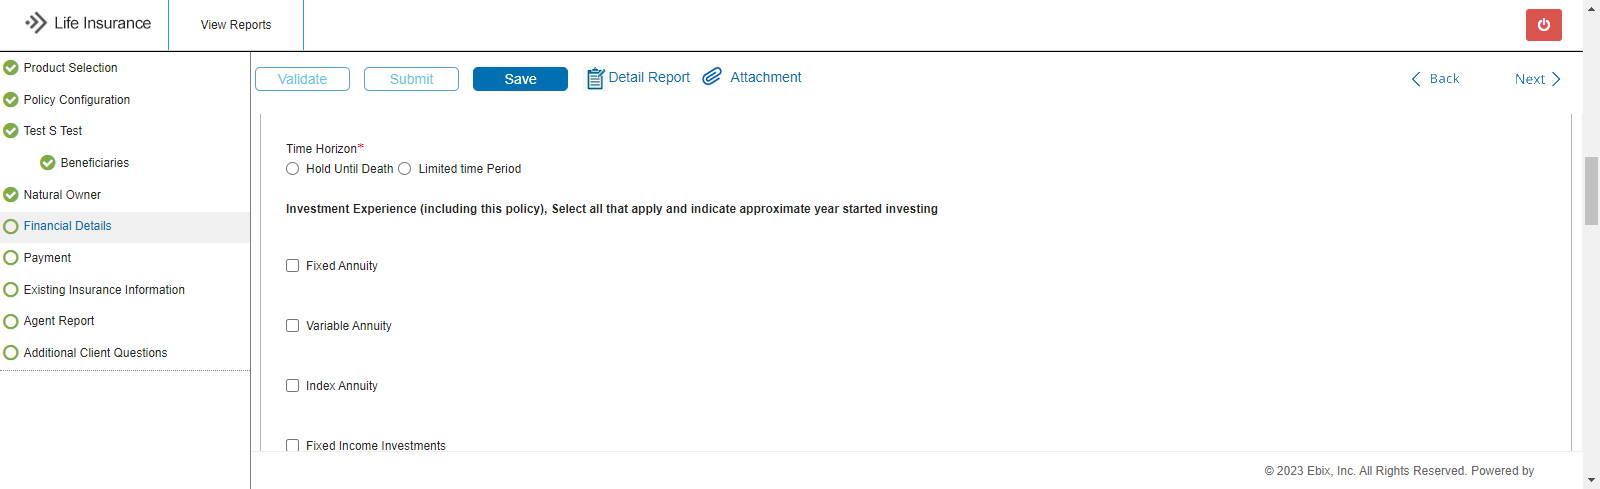 Life Insurance
View Reports
Product Selection
Policy Configuration
Test S Test
Beneficiaries
Natural Owner
Financial Details
Payment
Existing Insurance Information
Agent Report
Additional Client Questions
Validate Submit Save Detail Report Attachment Back Next
Time Horizon*
Hold Until Death Limited time Period
Investment Experience (including this policy), Select all that apply and indicate approximate year started investing
Fixed Annuity
Variable Annuity
Index Annuity
Fixed Income Investments
© 2023 Ebix, Inc. All Rights Reserved. Powered by